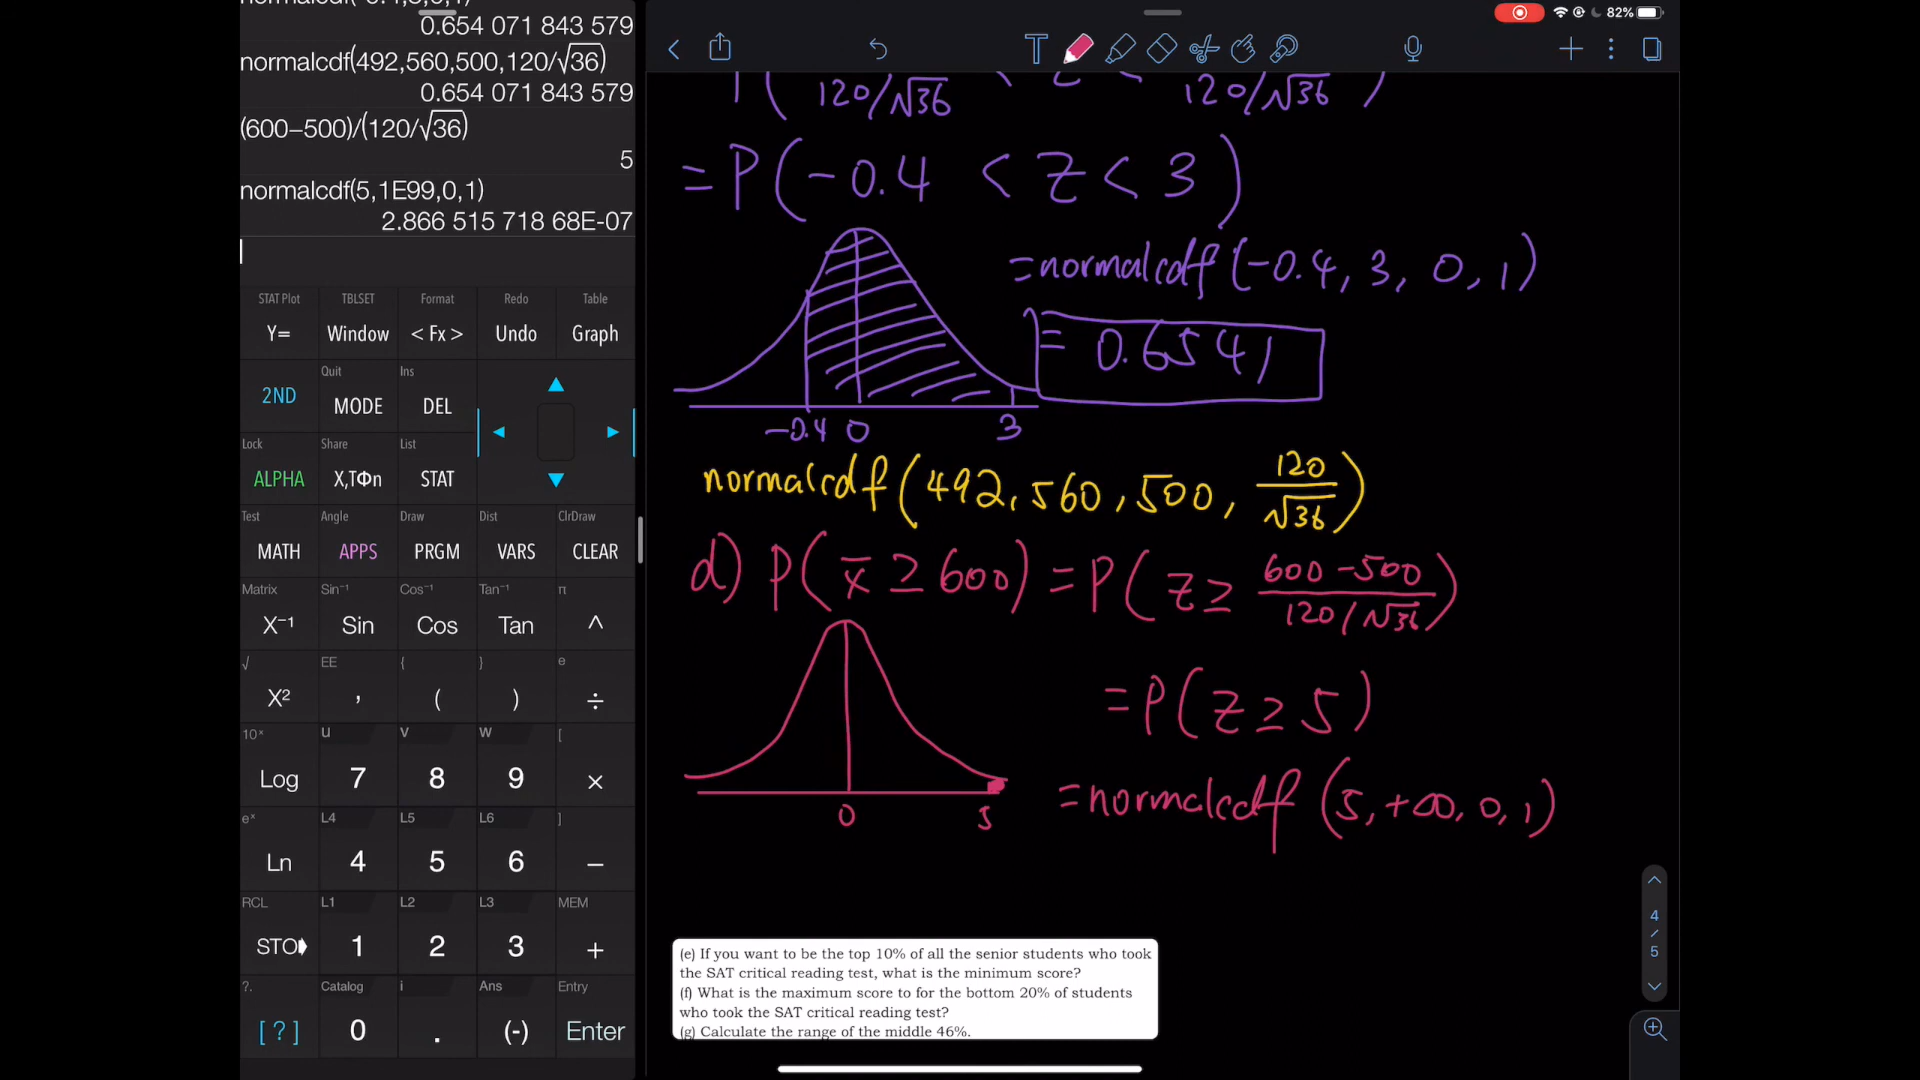 0.654 071 843 579
normalcdf(492,560,500,120/√36)
0.654 071 843 579
(600−500)/(120/√36)
5
normalcdf(5,1E99,0,1)
2.866 515 718 68E-07
STAT Plot TBLSET Format Redo Table
Y= Window < Fx > Undo Graph
Quit Ins
2ND MODE DEL
Lock Share List
ALPHA X,TΦn STAT
Test Angle Draw Dist ClrDraw
MATH APPS PRGM VARS CLEAR
Matrix Sin⁻¹ Cos⁻¹ Tan⁻¹ π
X⁻¹ Sin Cos Tan ^
√ EE { } e
X² , ( ) ÷
10ˣ U V W [
Log 7 8 9 ×
eˣ L4 L5 L6 ]
Ln 4 5 6 −
RCL L1 L2 L3 MEM
STO 1 2 3 +
?. Catalog i Ans Entry
[ ? ] 0 . (-) Enter
82%
T
120/√36 < z < 120/√36 )
= P(-0.4 < Z < 3)
= normalcdf(-0.4, 3, 0, 1)
= 0.6541
-0.4 0 3
normalcdf(492, 560, 500, 120/√36)
d) P(x̄ ≥ 600) = P(z ≥ (600-500)/(120/√36))
= P(z ≥ 5)
0 5
= normalcdf(5, +∞, 0, 1)
(e) If you want to be the top 10% of all the senior students who took
the SAT critical reading test, what is the minimum score?
(f) What is the maximum score to for the bottom 20% of students
who took the SAT critical reading test?
(g) Calculate the range of the middle 46%.
4
/
5